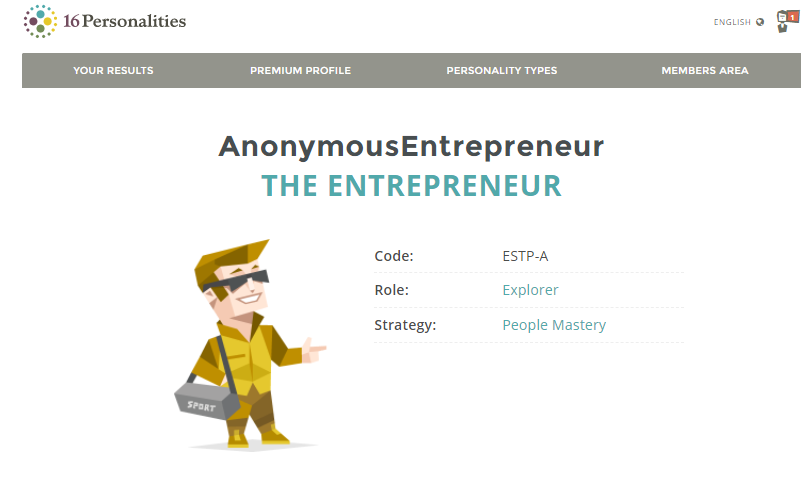 16Personalities
ENGLISH
1
YOUR RESULTS PREMIUM PROFILE PERSONALITY TYPES MEMBERS AREA
AnonymousEntrepreneur
THE ENTREPRENEUR
Code: ESTP-A
Role: Explorer
Strategy: People Mastery
SPORT